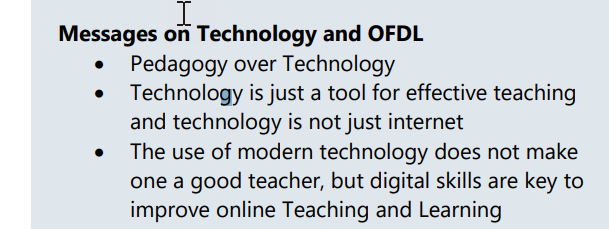 Messages on Technology and OFDL
• Pedagogy over Technology
• Technology is just a tool for effective teaching
and technology is not just internet
• The use of modern technology does not make
one a good teacher, but digital skills are key to
improve online Teaching and Learning